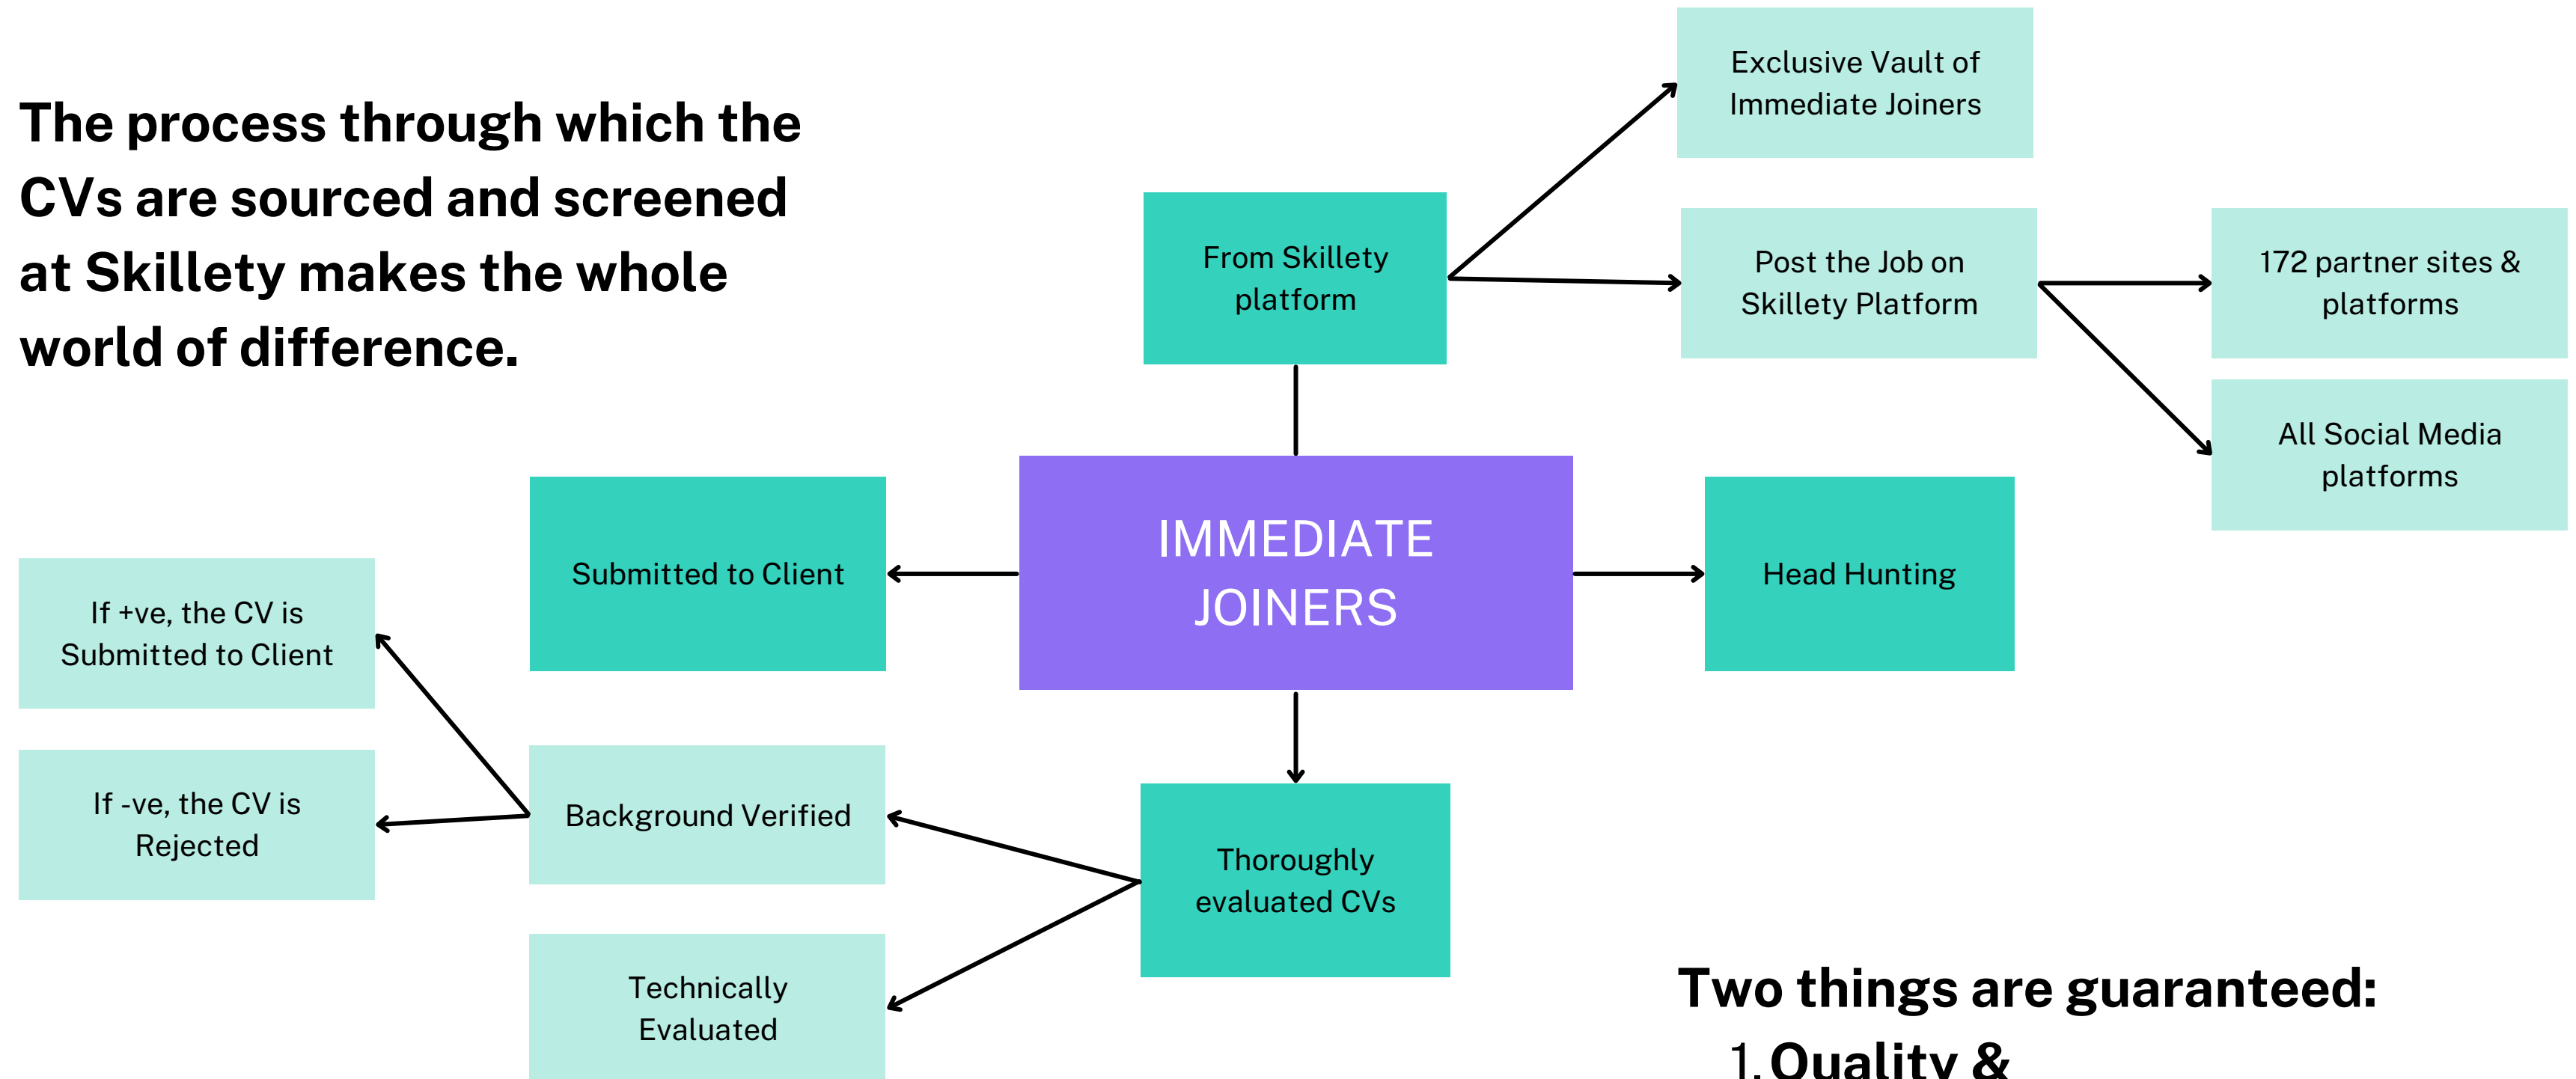 The process through which the
CVs are sourced and screened
at Skillety makes the whole
world of difference.
Exclusive Vault of
Immediate Joiners
From Skillety
platform
Post the Job on
Skillety Platform
172 partner sites &
platforms
All Social Media
platforms
Submitted to Client
IMMEDIATE
JOINERS
Head Hunting
If +ve, the CV is
Submitted to Client
If -ve, the CV is
Rejected
Background Verified
Thoroughly
evaluated CVs
Technically
Evaluated
Two things are guaranteed:
1. Quality &